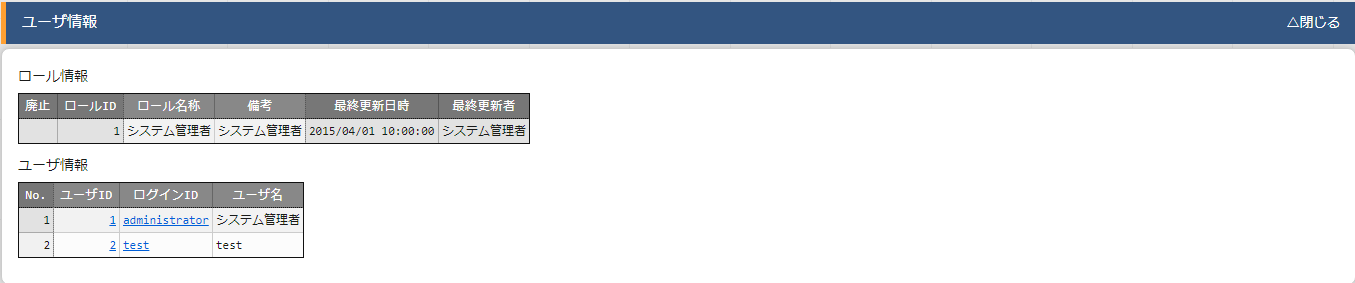 ユーザ情報 △閉じる
ロール情報
廃止 ロールID ロール名称 備考 最終更新日時 最終更新者
1 システム管理者 システム管理者 2015/04/01 10:00:00 システム管理者
ユーザ情報
No. ユーザID ログインID ユーザ名
1 1 administrator システム管理者
2 2 test test